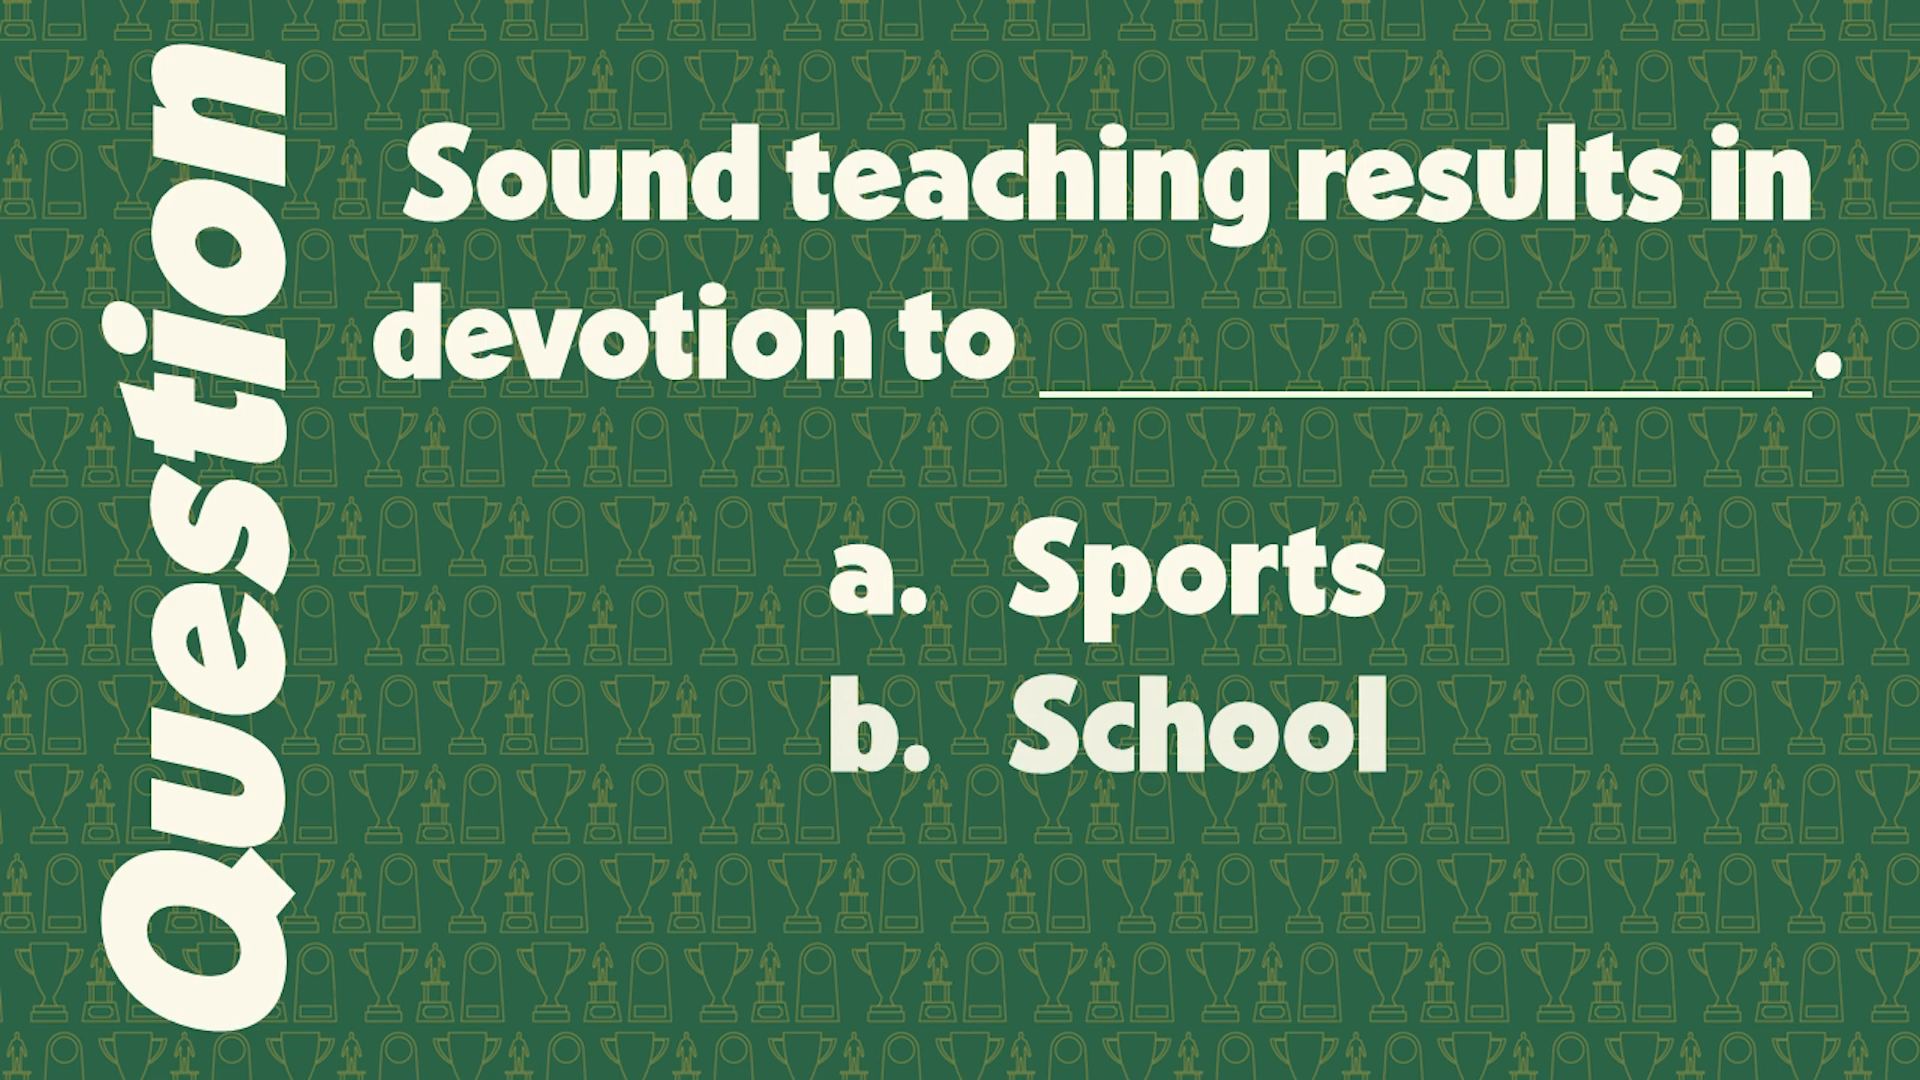 Question
Sound teaching results in
devotion to ____________.
a. Sports
b. School